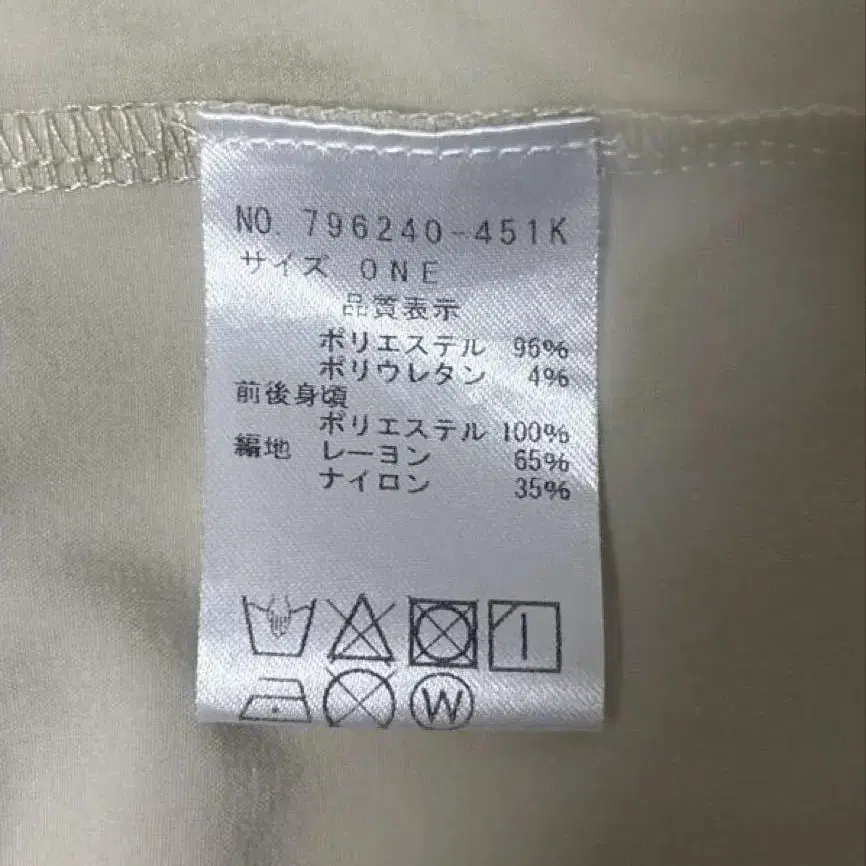 NO 796240-451K
サイズ ONE
品質表示
ポリエステル 96%
ポリウレタン 4%
前後身頃
ポリエステル 100%
編地 レーヨン 65%
ナイロン 35%
W